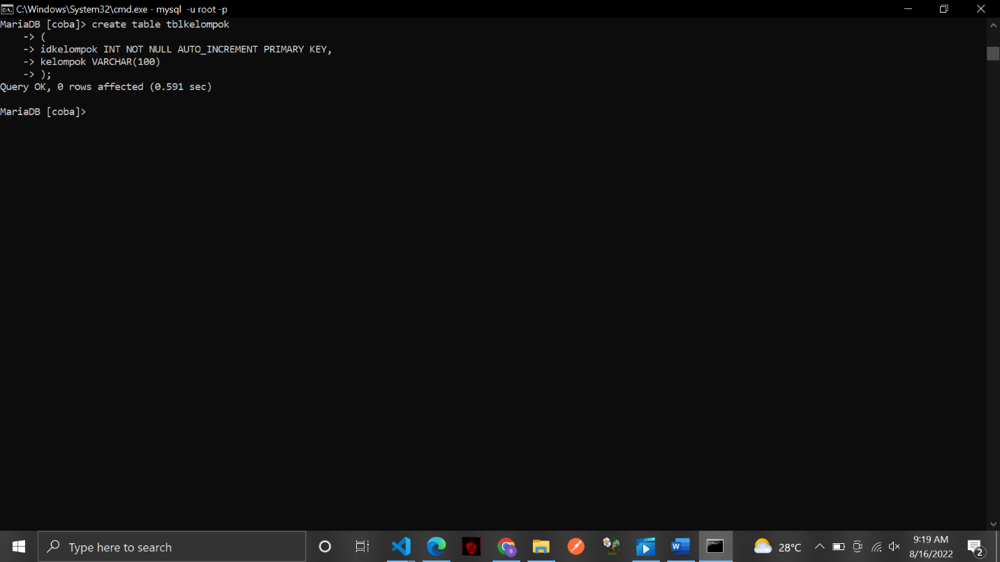 C:\Windows\System32\cmd.exe - mysql  -u root -p
MariaDB [coba]> create table tblkelompok
    -> (
    -> idkelompok INT NOT NULL AUTO_INCREMENT PRIMARY KEY,
    -> kelompok VARCHAR(100)
    -> );
Query OK, 0 rows affected (0.591 sec)
MariaDB [coba]>
Type here to search
28°C
9:19 AM
8/16/2022
2